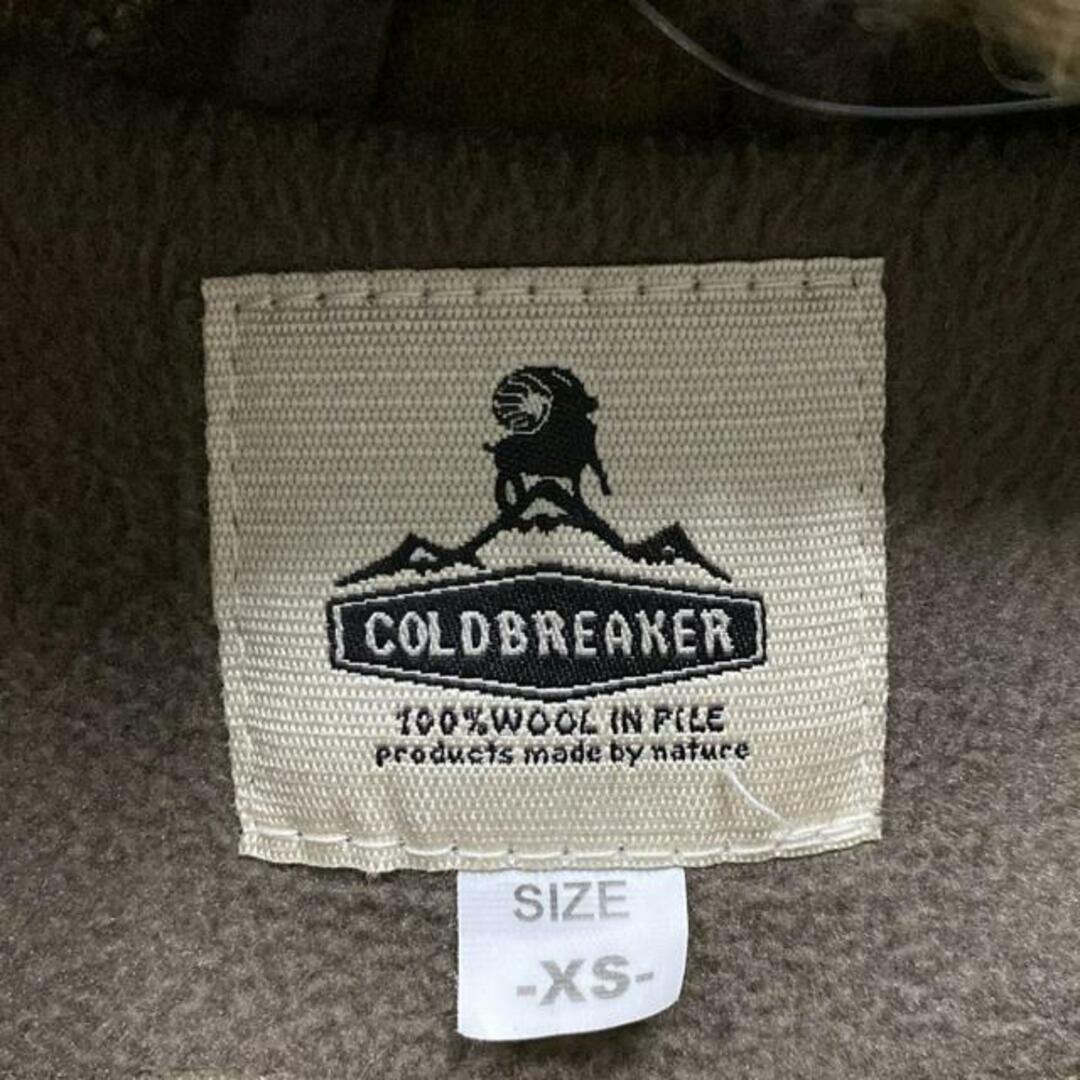 COLDBREAKER
100%WOOL IN PILE
products made by nature
SIZE
-XS-